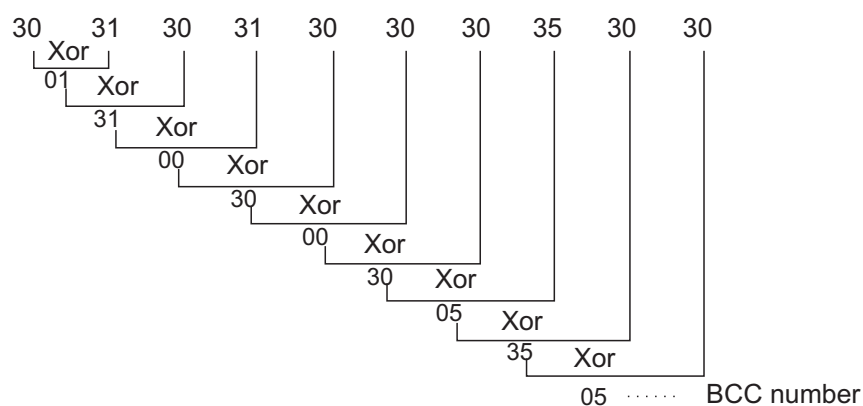 30 31 30 31 30 30 30 35 30 30
Xor
01 Xor
31 Xor
00 Xor
30 Xor
00 Xor
30 Xor
05 Xor
35 Xor
05 ...... BCC number